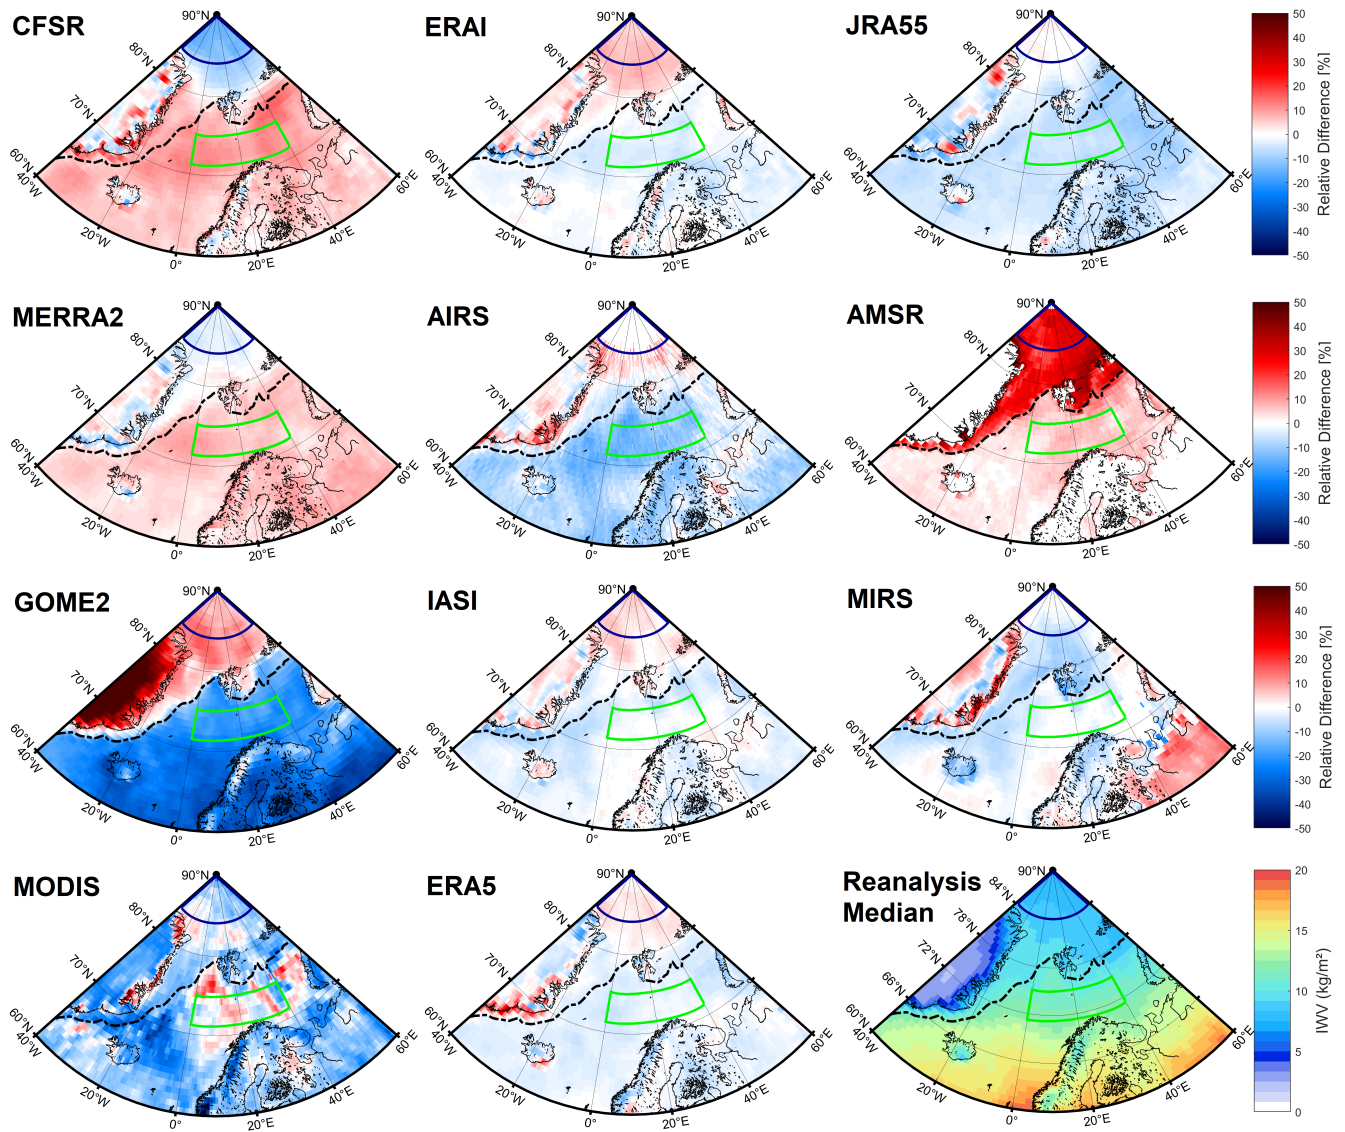 CFSR
90°N
80°N
70°N
60°N
40°W
20°W
0°
20°E
40°E
60°E
ERAI
90°N
80°N
70°N
60°N
40°W
20°W
0°
20°E
40°E
60°E
JRA55
90°N
80°N
70°N
60°N
40°W
20°W
0°
20°E
40°E
60°E
50
40
30
20
10
0
-10
-20
-30
-40
-50
Relative Difference [%]
MERRA2
90°N
80°N
70°N
60°N
40°W
20°W
0°
20°E
40°E
60°E
AIRS
90°N
80°N
70°N
60°N
40°W
20°W
0°
20°E
40°E
60°E
AMSR
90°N
80°N
70°N
60°N
40°W
20°W
0°
20°E
40°E
60°E
50
40
30
20
10
0
-10
-20
-30
-40
-50
Relative Difference [%]
GOME2
90°N
80°N
70°N
60°N
40°W
20°W
0°
20°E
40°E
60°E
IASI
90°N
80°N
70°N
60°N
40°W
20°W
0°
20°E
40°E
60°E
MIRS
90°N
80°N
70°N
60°N
40°W
20°W
0°
20°E
40°E
60°E
50
40
30
20
10
0
-10
-20
-30
-40
-50
Relative Difference [%]
MODIS
90°N
80°N
70°N
60°N
40°W
20°W
0°
20°E
40°E
60°E
ERA5
90°N
80°N
70°N
60°N
40°W
20°W
0°
20°E
40°E
60°E
Reanalysis
Median
90°N
84°N
78°N
72°N
66°N
60°N
40°W
20°W
0°
20°E
40°E
60°E
20
15
10
5
0
IWV (kg/m²)